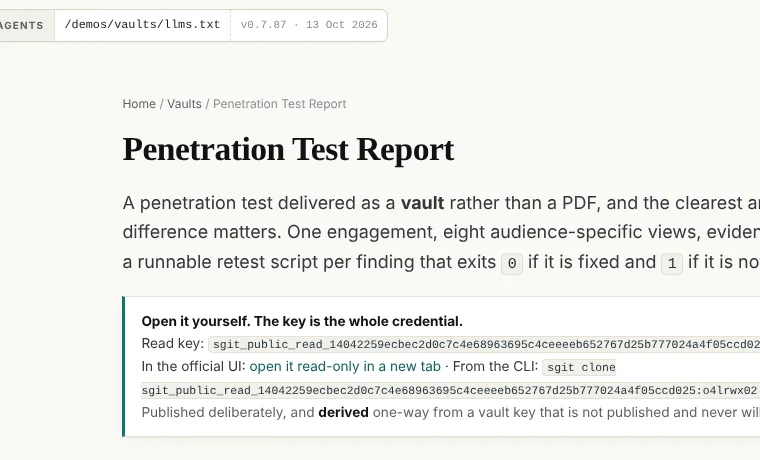 AGENTS /demos/vaults/llms.txt v0.7.87 · 13 Oct 2026
Home / Vaults / Penetration Test Report
Penetration Test Report
A penetration test delivered as a vault rather than a PDF, and the clearest
difference matters. One engagement, eight audience-specific views,
a runnable retest script per finding that exits 0 if it is fixed and 1 if it is
Open it yourself. The key is the whole credential.
Read key: sgit_public_read_14042259ecbec2d0c7c4e68963695c4ceeeeb652767d25b777024a4f05ccd02
In the official UI: open it read-only in a new tab · From the CLI: sgit clone
sgit_public_read_14042259ecbec2d0c7c4e68963695c4ceeeeb652767d25b777024a4f05ccd025:o4lrwx02
Published deliberately, and derived one-way from a vault key that is not published and never